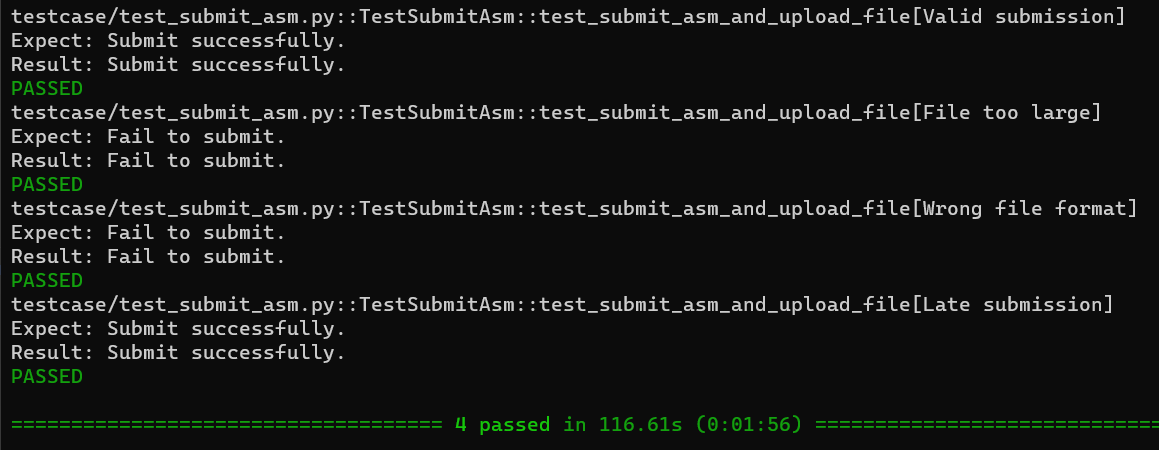 testcase/test_submit_asm.py::TestSubmitAsm::test_submit_asm_and_upload_file[Valid submission]
Expect: Submit successfully.
Result: Submit successfully.
PASSED
testcase/test_submit_asm.py::TestSubmitAsm::test_submit_asm_and_upload_file[File too large]
Expect: Fail to submit.
Result: Fail to submit.
PASSED
testcase/test_submit_asm.py::TestSubmitAsm::test_submit_asm_and_upload_file[Wrong file format]
Expect: Fail to submit.
Result: Fail to submit.
PASSED
testcase/test_submit_asm.py::TestSubmitAsm::test_submit_asm_and_upload_file[Late submission]
Expect: Submit successfully.
Result: Submit successfully.
PASSED
==================================== 4 passed in 116.61s (0:01:56) =============================